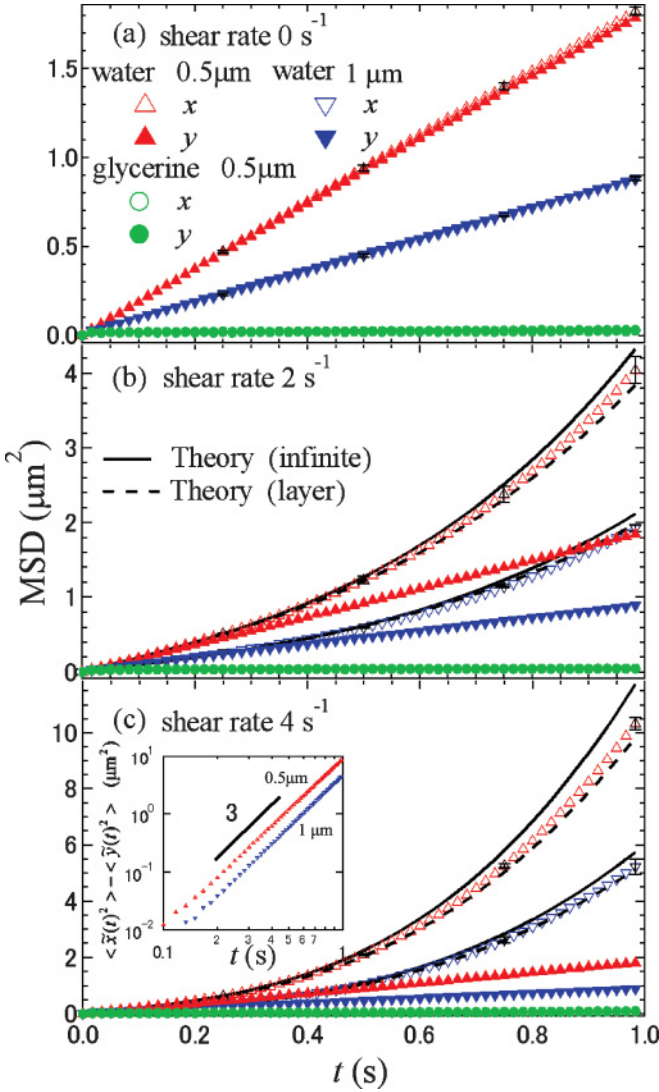 (a) shear rate 0 s⁻¹
water 0.5μm water 1 μm
x x
y y
glycerine 0.5μm
x
y
1.5
1.0
0.5
0.0
(b) shear rate 2 s⁻¹
Theory (infinite)
Theory (layer)
4
3
2
1
0
MSD (μm²)
(c) shear rate 4 s⁻¹
10
8
6
4
2
0
10¹
10⁰
10⁻¹
10⁻²
<x̃(t)²>−<ỹ(t)²> (μm²)
3
0.5μm
1 μm
0.1 2 3 4 5 6 7
t (s)
0.0 0.2 0.4 0.6 0.8 1.0
t (s)